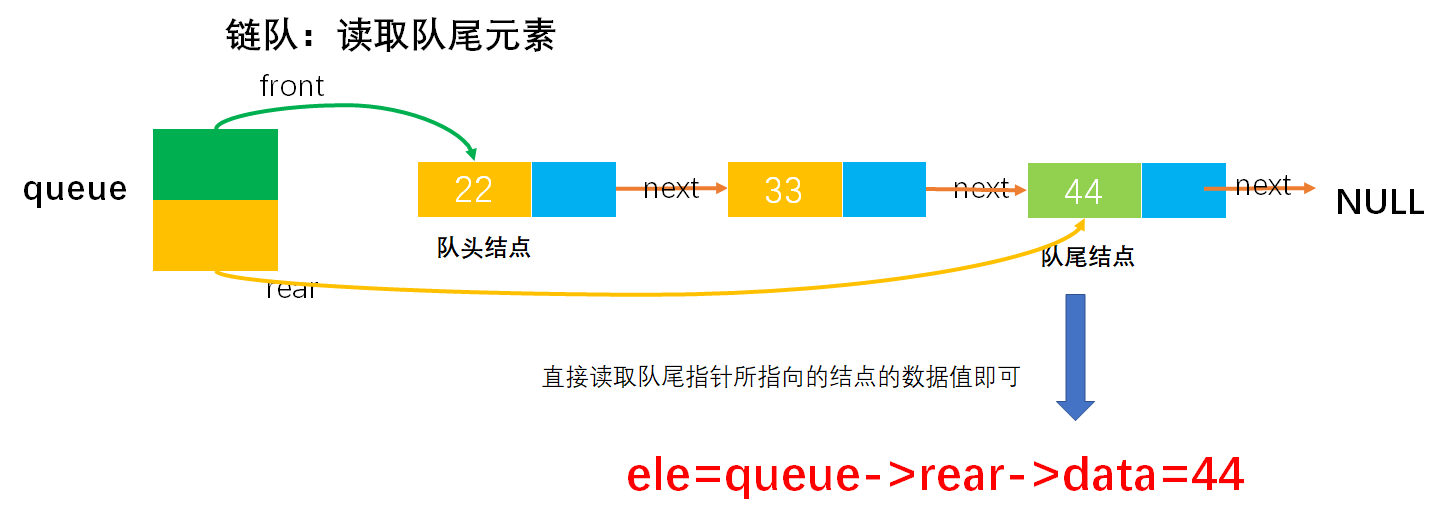 链队：读取队尾元素
front
queue
22
next
33
next
44
next
NULL
队头结点
队尾结点
rear
直接读取队尾指针所指向的结点的数据值即可
ele=queue->rear->data=44